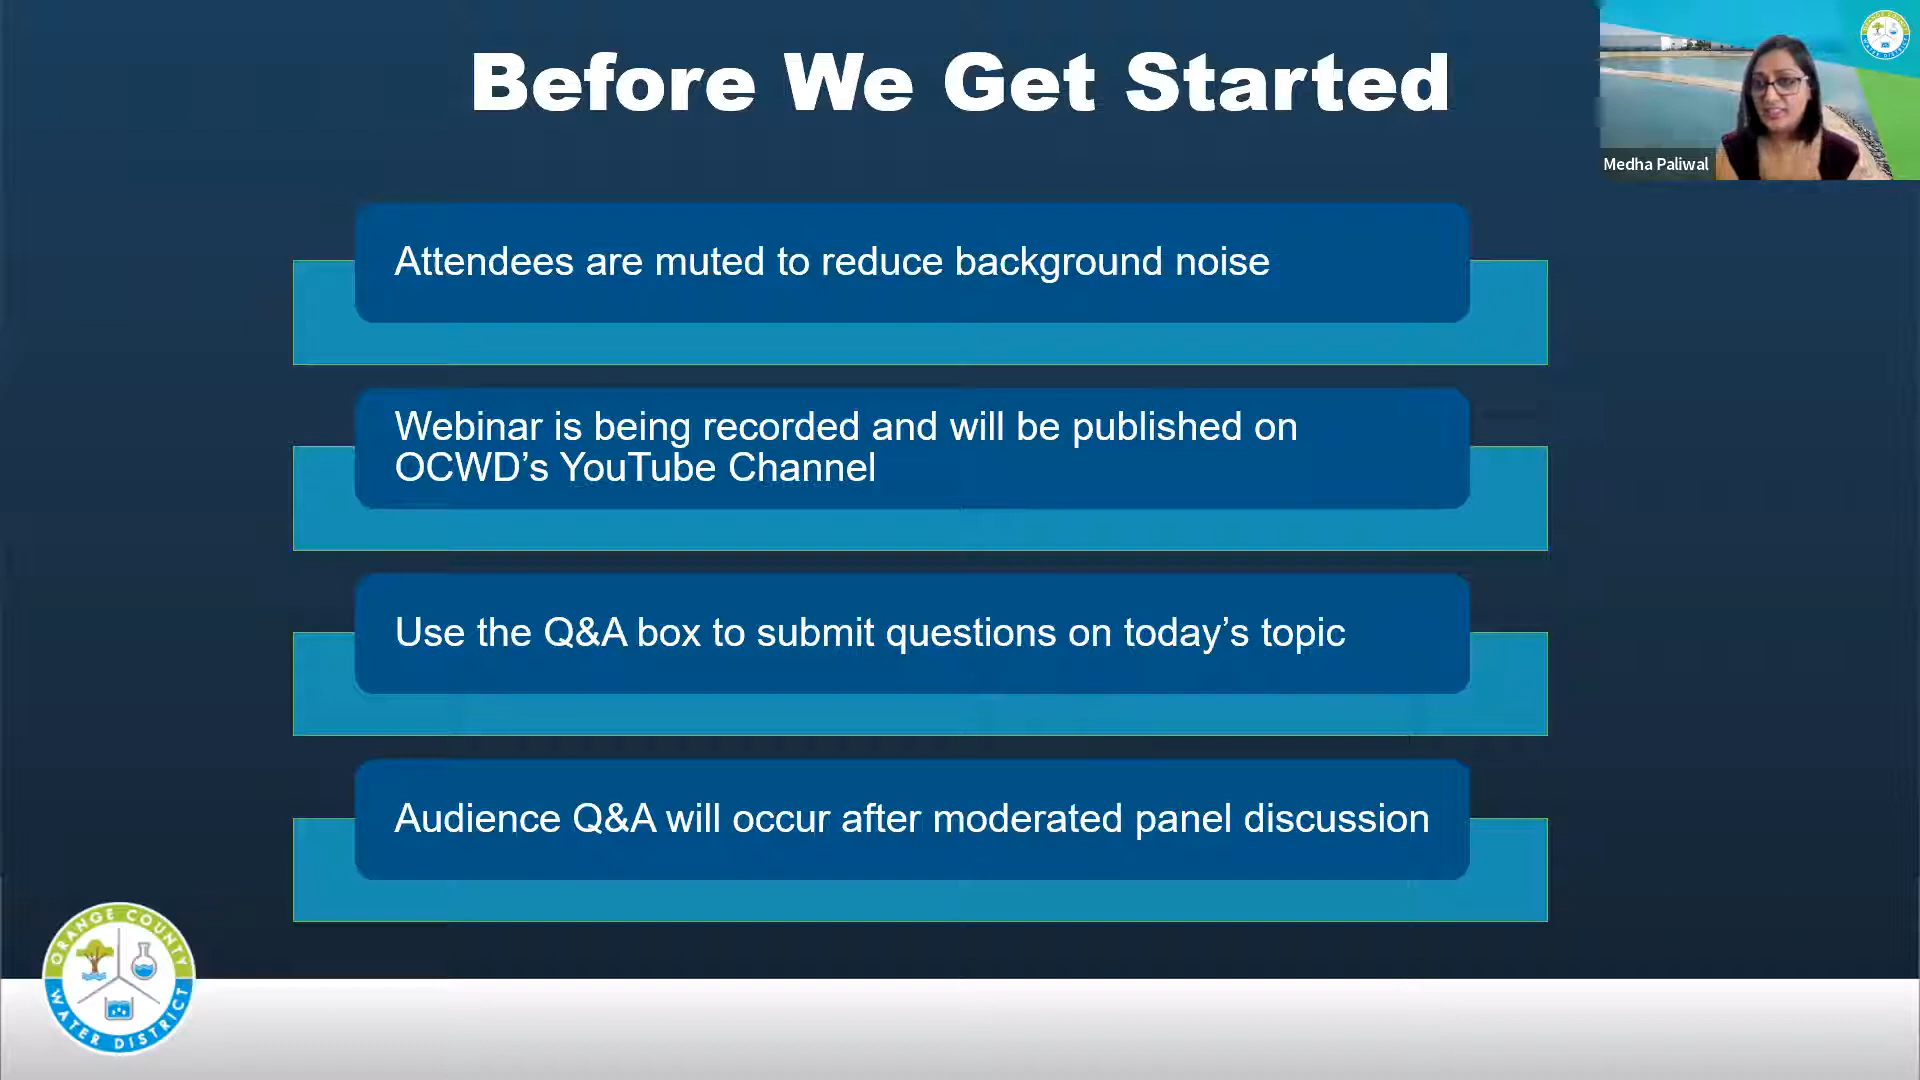 Before We Get Started
Medha Paliwal
Attendees are muted to reduce background noise
Webinar is being recorded and will be published on
OCWD’s YouTube Channel
Use the Q&A box to submit questions on today’s topic
Audience Q&A will occur after moderated panel discussion
ORANGE COUNTY
WATER DISTRICT